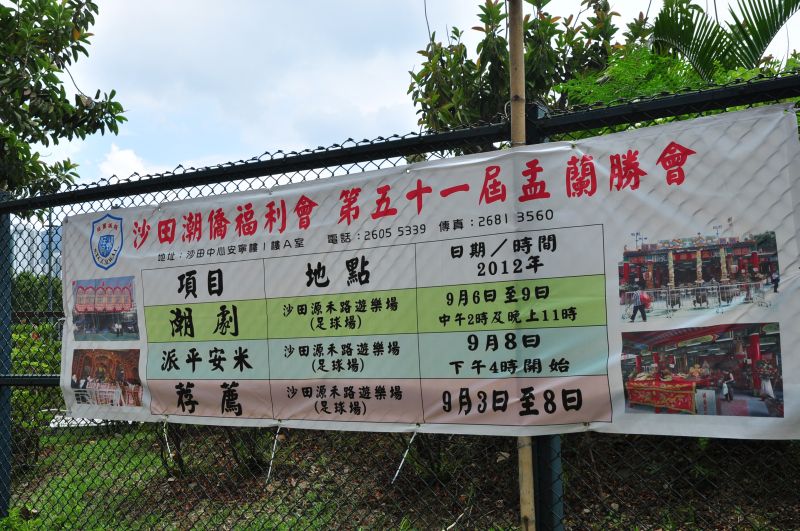 沙田潮僑福利會 第五十一屆盂蘭勝會
地址：沙田中心安寧樓1樓A室 電話：2605 5339 傳真：2681 3560
項目 地點 日期／時間 2012年
潮劇 沙田源禾路遊樂場(足球場) 9月6日至9日 中午2時及晚上11時
派平安米 沙田源禾路遊樂場(足球場) 9月8日 下午4時開始
荐薦 沙田源禾路遊樂場(足球場) 9月3日至8日